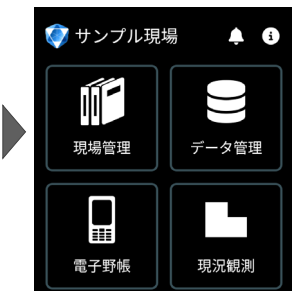 サンプル現場
現場管理
データ管理
電子野帳
現況観測